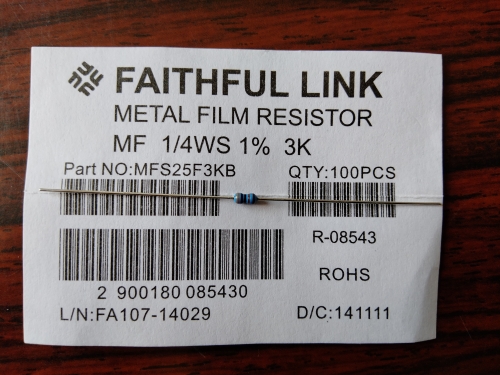 FAITHFUL LINK
METAL FILM RESISTOR
MF 1/4WS 1% 3K
Part NO:MFS25F3KB QTY:100PCS
R-08543
ROHS
2 900180 085430
L/N:FA107-14029 D/C:141111